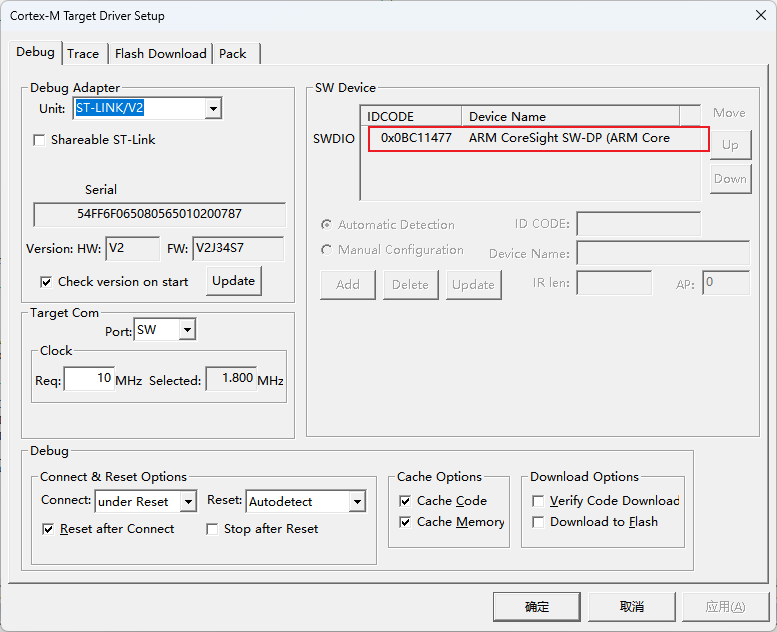 Cortex-M Target Driver Setup
Debug Trace Flash Download Pack
Debug Adapter
Unit: ST-LINK/V2
Shareable ST-Link
Serial
54FF6F065080565010200787
Version: HW: V2 FW: V2J34S7
Check version on start Update
Target Com
Port: SW
Clock
Req: 10 MHz Selected: 1.800 MHz
SW Device
IDCODE Device Name Move
SWDIO 0x0BC11477 ARM CoreSight SW-DP (ARM Core Up
Down
Automatic Detection ID CODE:
Manual Configuration Device Name:
Add Delete Update IR len: AP: 0
Debug
Connect & Reset Options
Connect: under Reset Reset: Autodetect
Reset after Connect Stop after Reset
Cache Options
Cache Code
Cache Memory
Download Options
Verify Code Download
Download to Flash
确定 取消 应用(A)